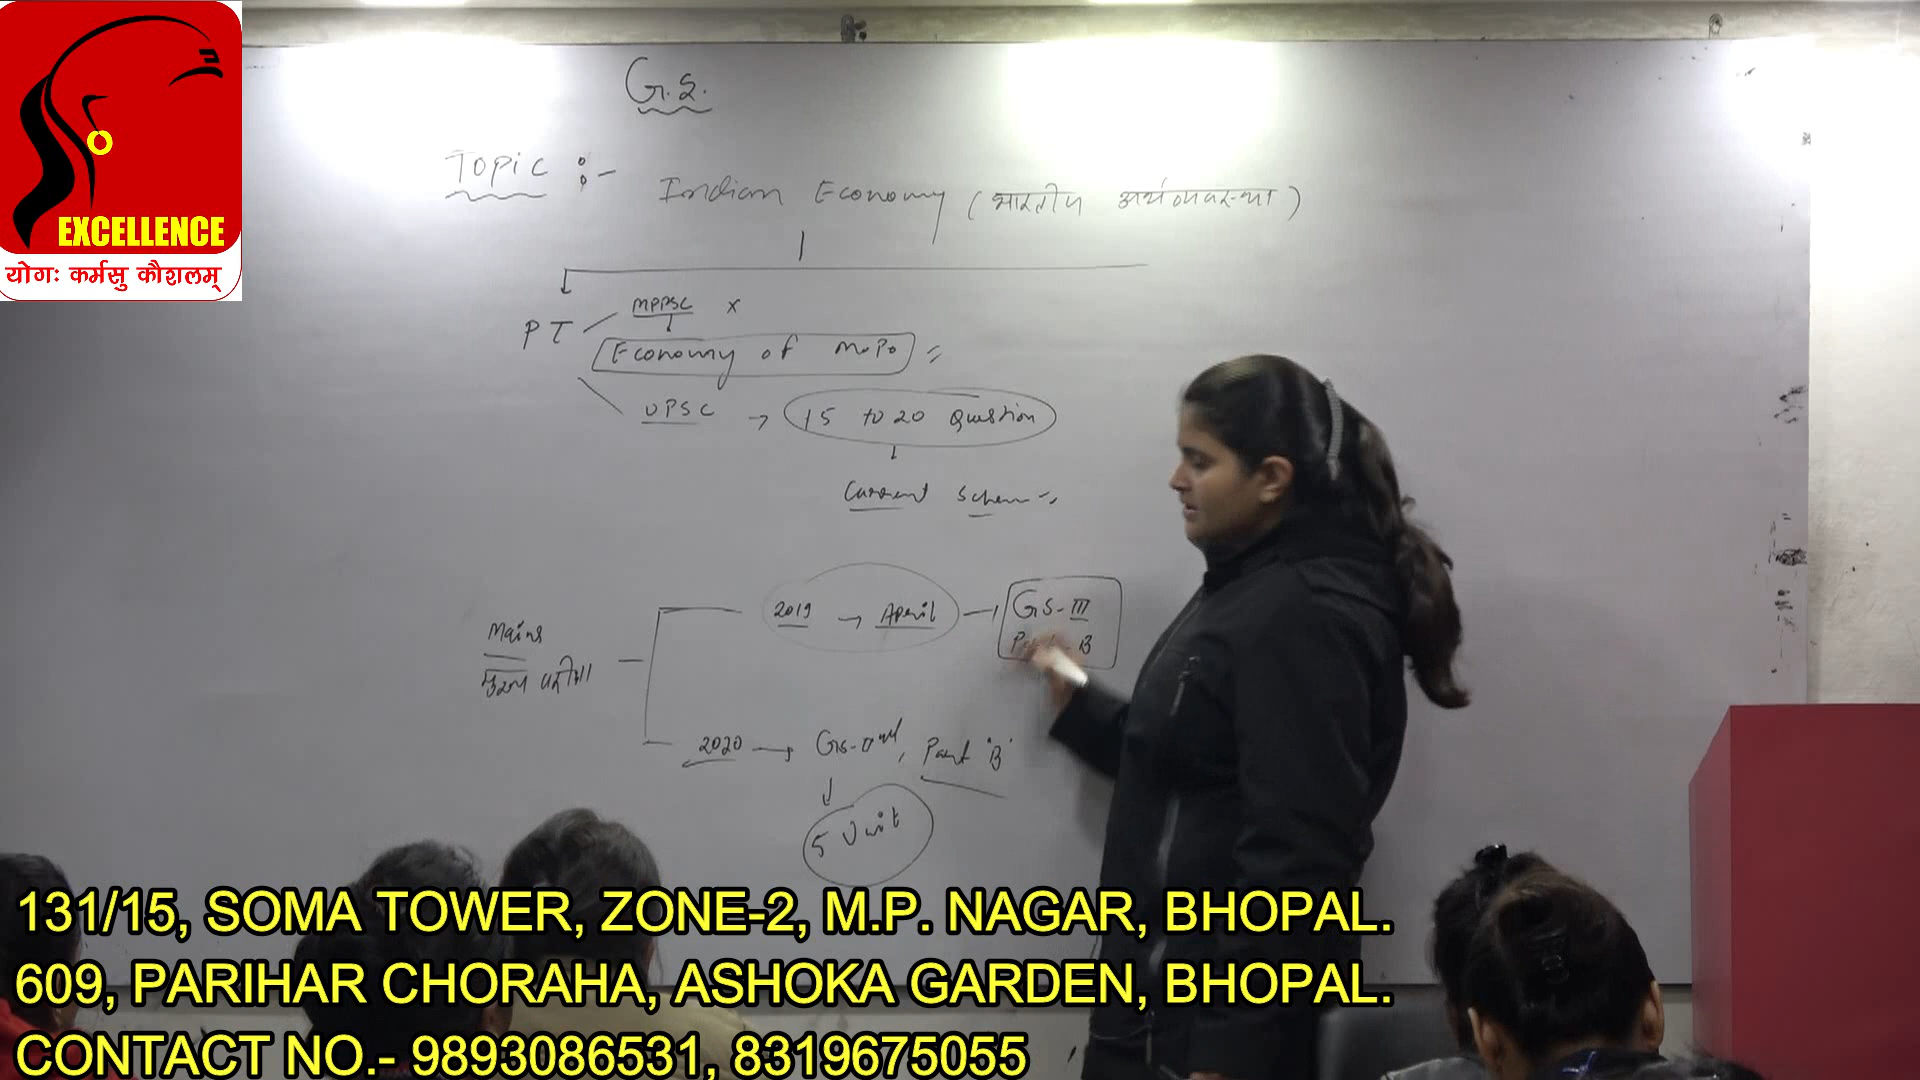 EXCELLENCE
योगः कर्मसु कौशलम्
G.S.
Topic :-
Indian Economy (भारतीय अर्थव्यवस्था)
PT
MPPSC x
Economy of M.P.
UPSC → 15 to 20 Question
Current Scheme
Mains
मुख्य परीक्षा
2019 → April → GS-III
Part B
2020 → GS-, Part 'B'
5 Unit
131/15, SOMA TOWER, ZONE-2, M.P. NAGAR, BHOPAL.
609, PARIHAR CHORAHA, ASHOKA GARDEN, BHOPAL.
CONTACT NO.- 9893086531, 8319675055